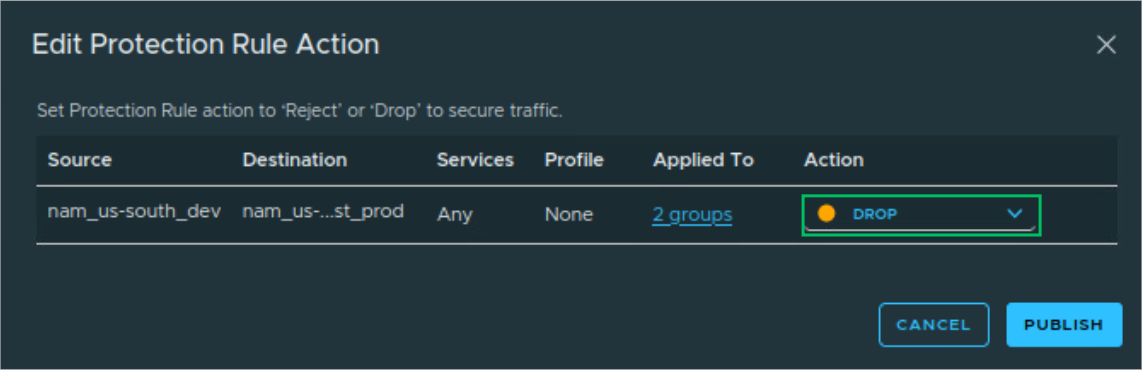 Edit Protection Rule Action
Set Protection Rule action to ‘Reject’ or ‘Drop’ to secure traffic.
Source Destination Services Profile Applied To Action
nam_us-south_dev nam_us-...st_prod Any None 2 groups DROP
CANCEL PUBLISH